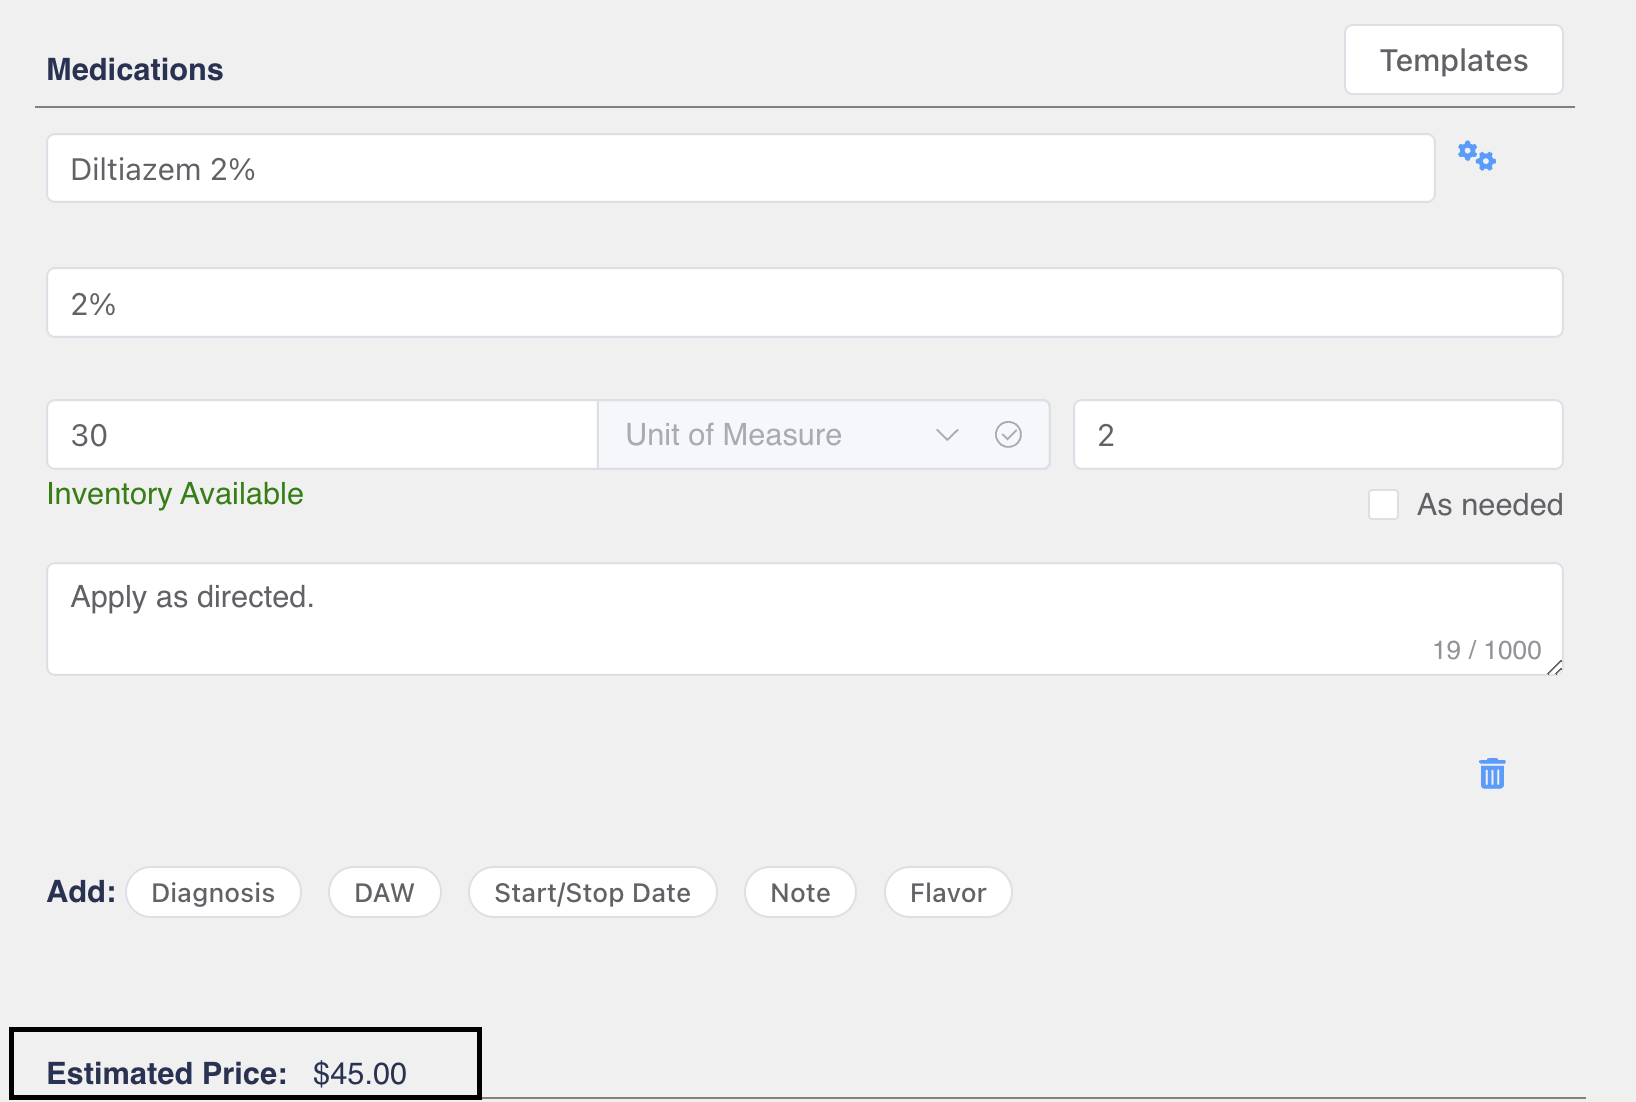 Medications
Templates
Diltiazem 2%
2%
30
Unit of Measure
2
Inventory Available
As needed
Apply as directed.
19 / 1000
Add: Diagnosis DAW Start/Stop Date Note Flavor
Estimated Price: $45.00